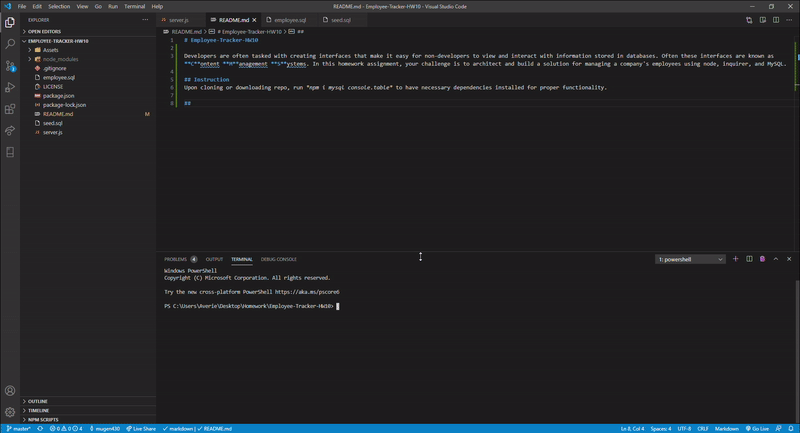 File Edit Selection View Go Run Terminal Help
README.md - Employee-Tracker-HW10 - Visual Studio Code
EXPLORER
server.js
README.md
employee.sql
seed.sql
OPEN EDITORS
EMPLOYEE-TRACKER-HW10
Assets
node_modules
.gitignore
employee.sql
LICENSE
package.json
package-lock.json
README.md M
seed.sql
server.js
README.md > # Employee-Tracker-HW10 > ##
1 # Employee-Tracker-HW10
2
3 Developers are often tasked with creating interfaces that make it easy for non-developers to view and interact with information stored in databases. Often these interfaces are known as
**C**ontent **M**anagement **S**ystems. In this homework assignment, your challenge is to architect and build a solution for managing a company's employees using node, inquirer, and MySQL.
4
5 ## Instruction
6 Upon cloning or downloading repo, run *npm i mysql console.table* to have necessary dependencies installed for proper functionality.
7
8 ##
PROBLEMS 4 OUTPUT TERMINAL DEBUG CONSOLE
1: powershell
Windows PowerShell
Copyright (C) Microsoft Corporation. All rights reserved.
Try the new cross-platform PowerShell https://aka.ms/pscore6
PS C:\Users\Averie\Desktop\Homework\Employee-Tracker-HW10>
OUTLINE
TIMELINE
NPM SCRIPTS
master* 0 0 4 mugen430 Live Share markdown | README.md
Ln 8, Col 4 Spaces: 4 UTF-8 CRLF Markdown Go Live